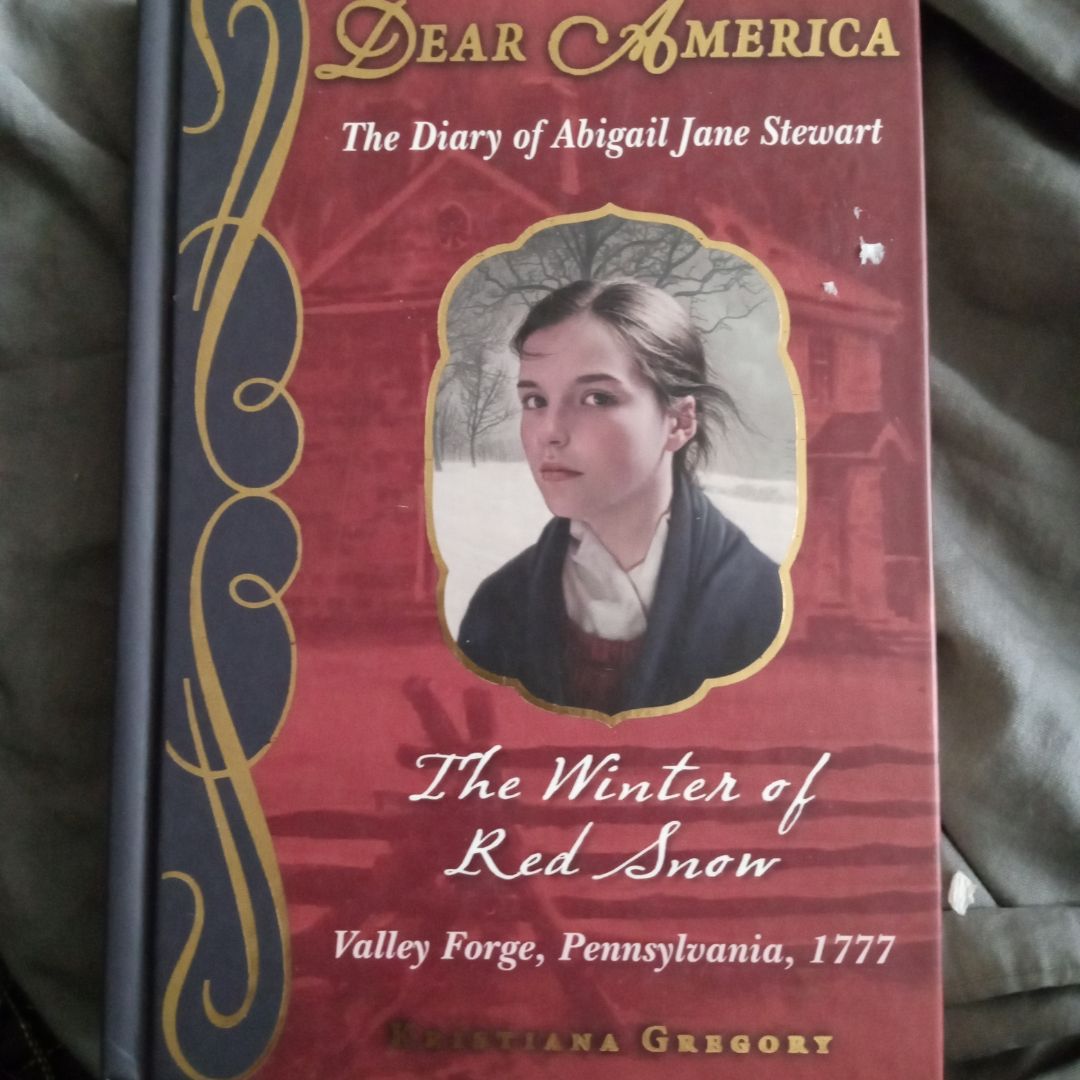 DEAR AMERICA
The Diary of Abigail Jane Stewart
The Winter of
Red Snow
Valley Forge, Pennsylvania, 1777
KRISTIANA GREGORY